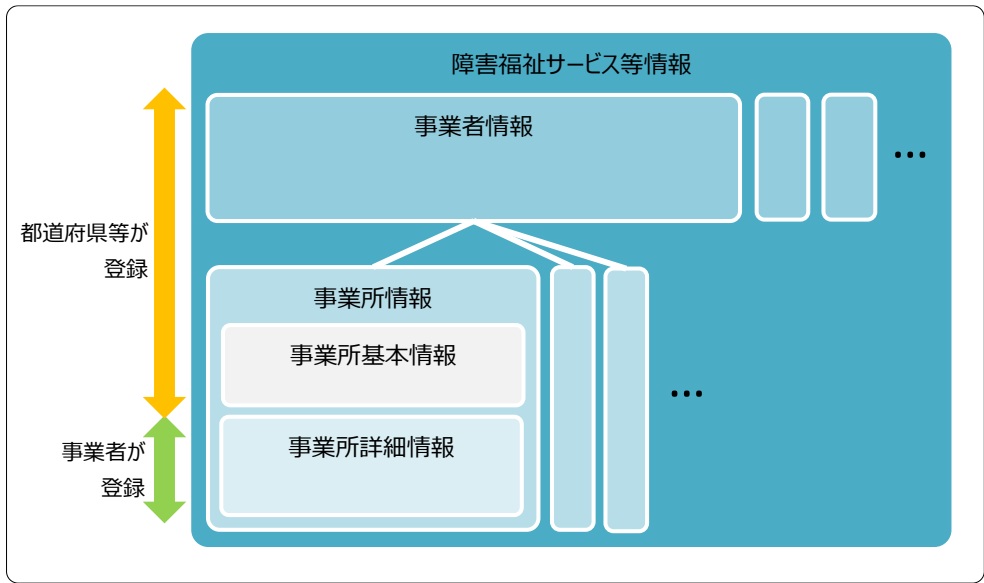 障害福祉サービス等情報
事業者情報
…
都道府県等が
登録
事業所情報
事業所基本情報
…
事業者が
登録
事業所詳細情報